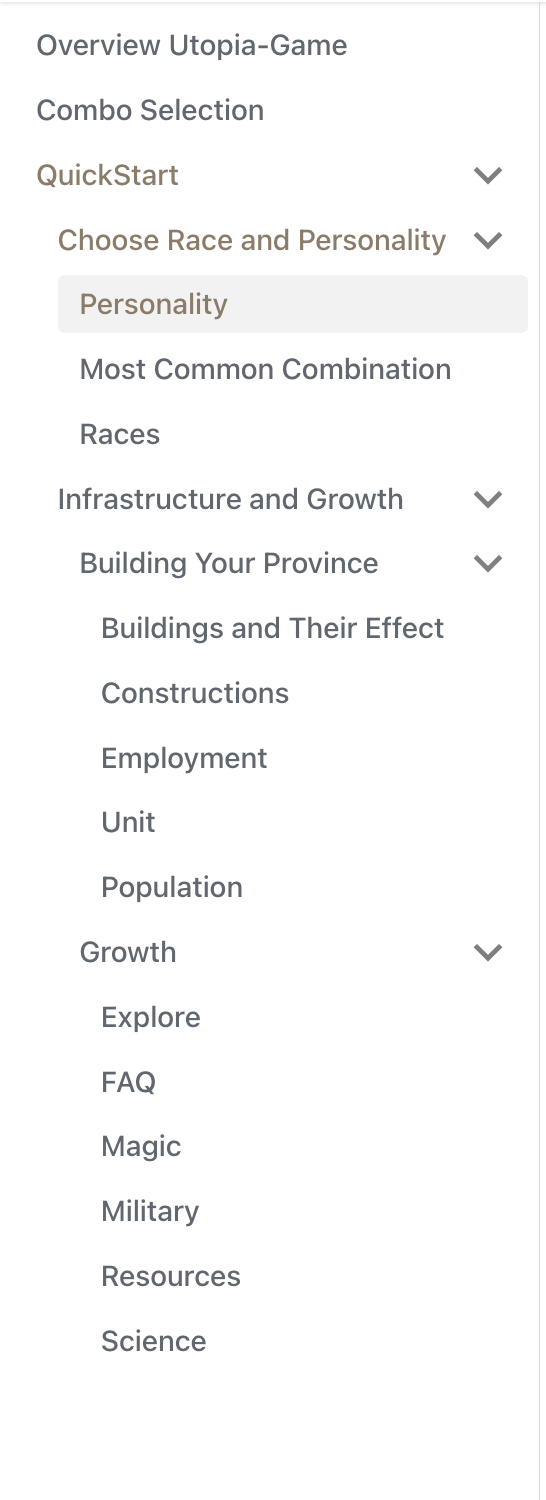 Overview Utopia-Game
Combo Selection
QuickStart
Choose Race and Personality
Personality
Most Common Combination
Races
Infrastructure and Growth
Building Your Province
Buildings and Their Effect
Constructions
Employment
Unit
Population
Growth
Explore
FAQ
Magic
Military
Resources
Science